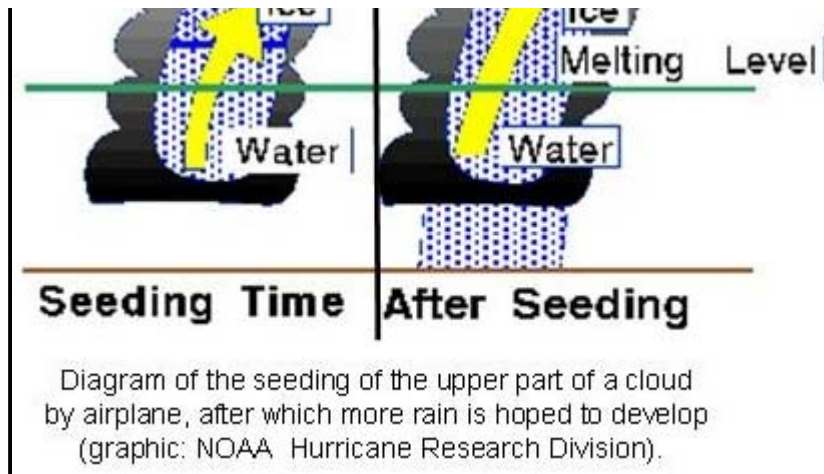 Ice
Water
Ice
Melting Level
Water
Seeding Time
After Seeding
Diagram of the seeding of the upper part of a cloud
by airplane, after which more rain is hoped to develop
(graphic: NOAA Hurricane Research Division).